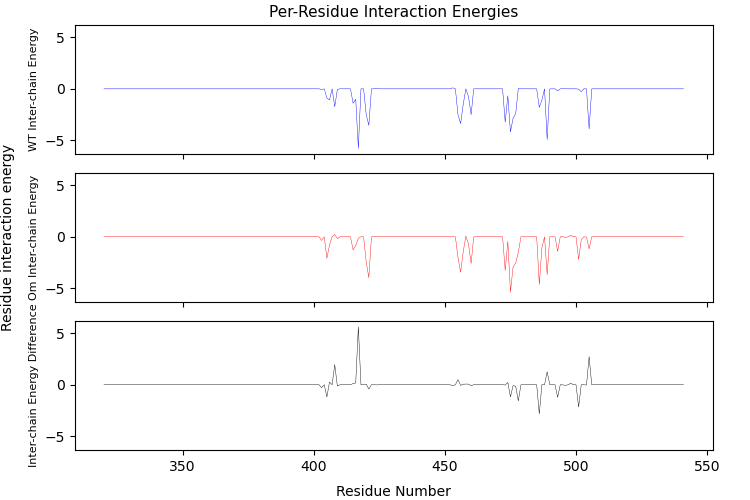 Per-Residue Interaction Energies
Residue interaction energy
WT Inter-chain Energy
5
0
−5
Om Inter-chain Energy
5
0
−5
Inter-chain Energy Difference
5
0
−5
350
400
450
500
550
Residue Number